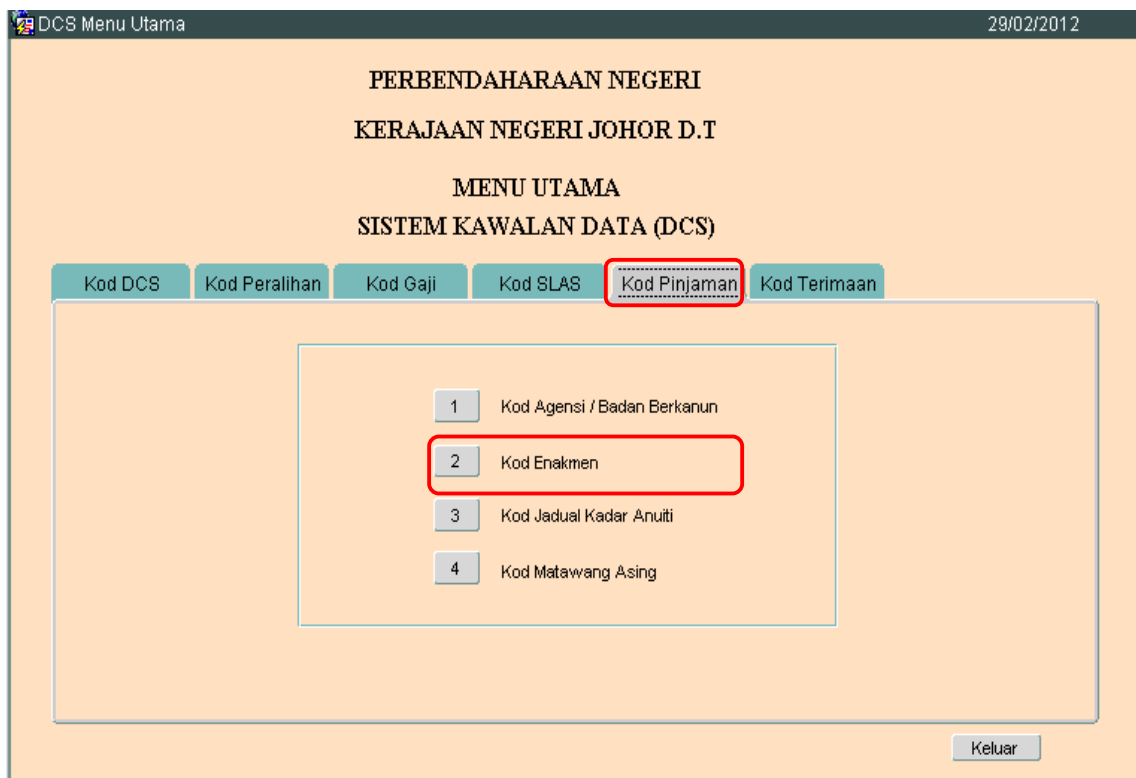 DCS Menu Utama 29/02/2012
PERBENDAHARAAN NEGERI
KERAJAAN NEGERI JOHOR D.T
MENU UTAMA
SISTEM KAWALAN DATA (DCS)
Kod DCS Kod Peralihan Kod Gaji Kod SLAS Kod Pinjaman Kod Terimaan
1 Kod Agensi / Badan Berkanun
2 Kod Enakmen
3 Kod Jadual Kadar Anuiti
4 Kod Matawang Asing
Keluar